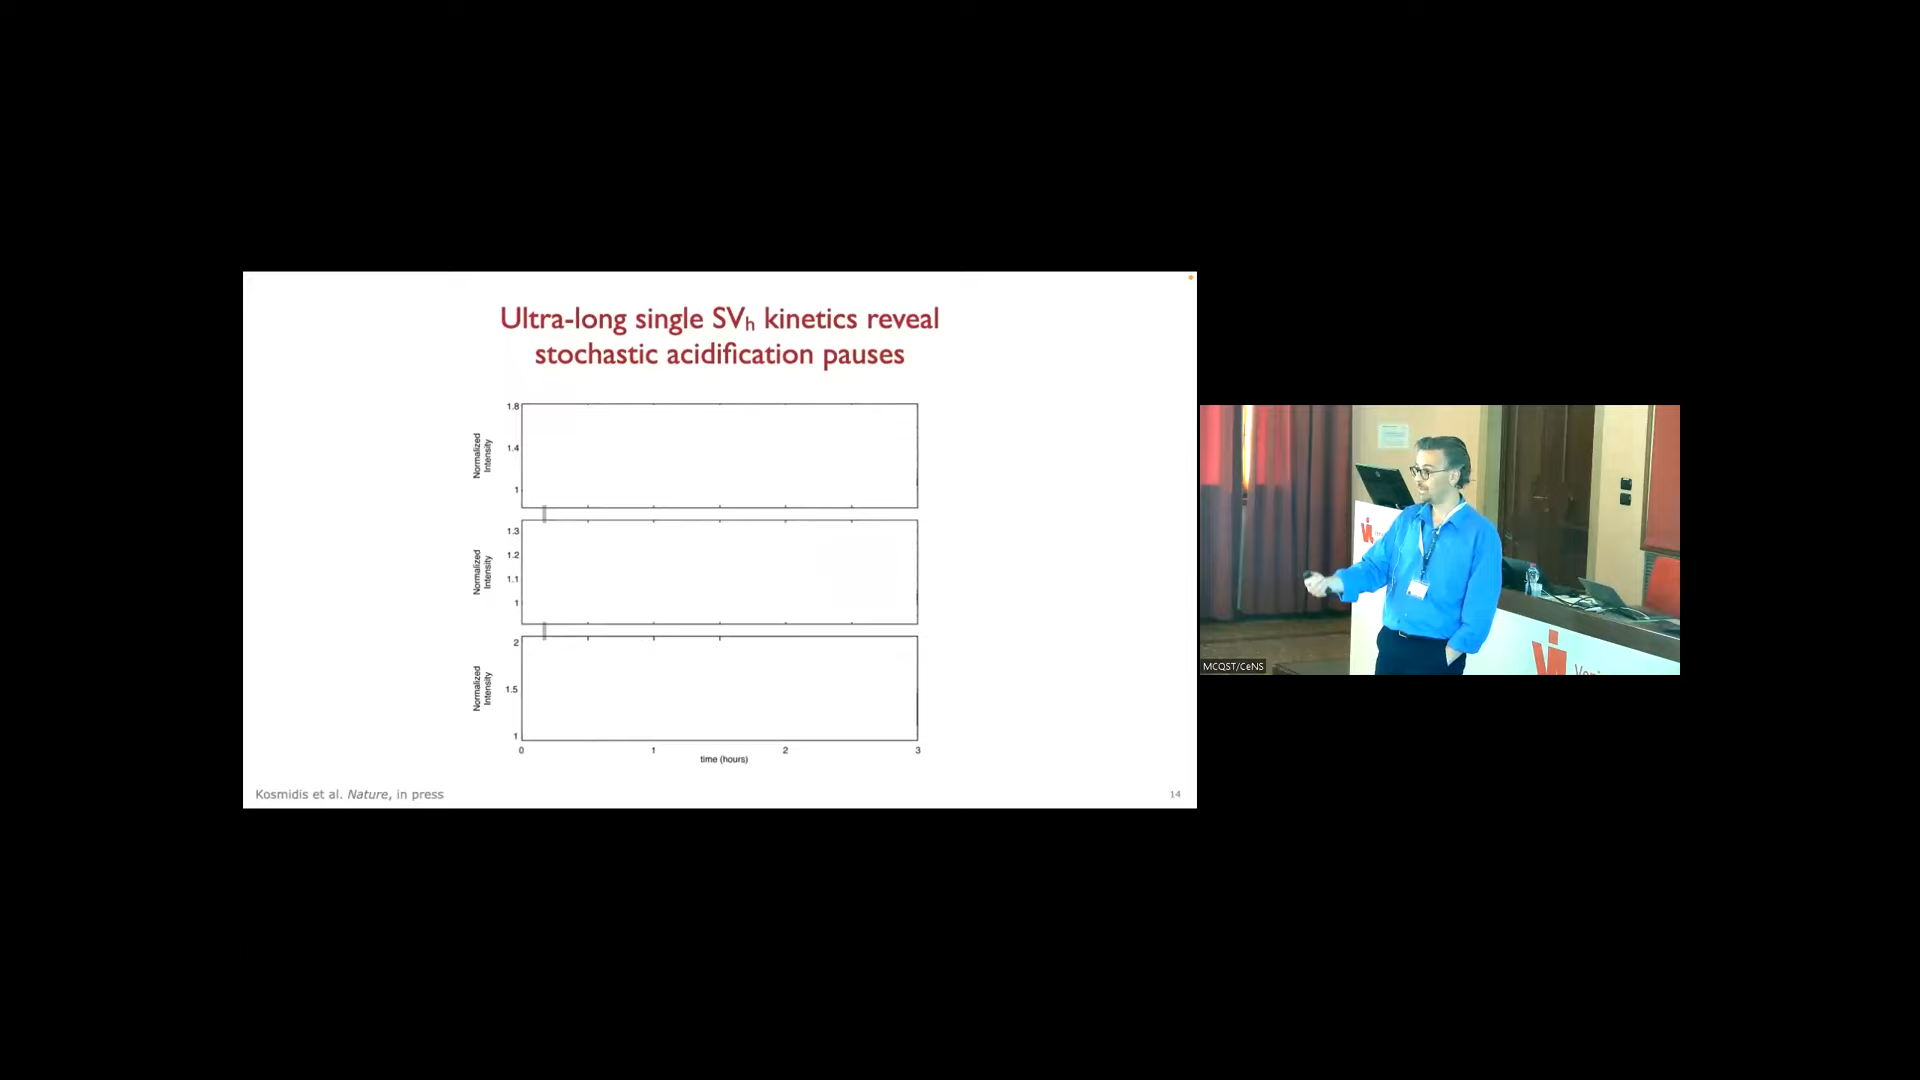 Ultra-long single SVh kinetics reveal
stochastic acidification pauses
Normalized
Intensity
1.8
1.4
1
Normalized
Intensity
1.3
1.2
1.1
1
Normalized
Intensity
2
1.5
1
0 1 2 3
time (hours)
Kosmidis et al. Nature, in press
14
MCQST/CeNS